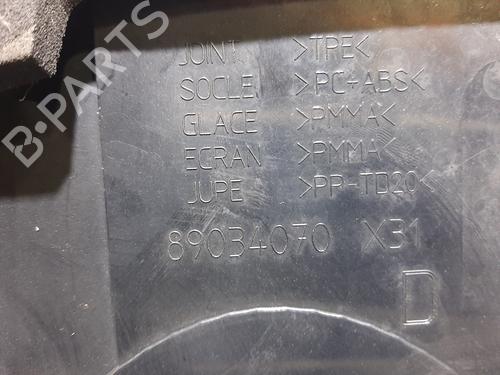 JOINT >TPE<
SOCLE >PC+ABS<
GLACE >PMMA<
ECRAN >PMMA<
JUPE >PP-TD20<
89034070 X31
D
B-PARTS